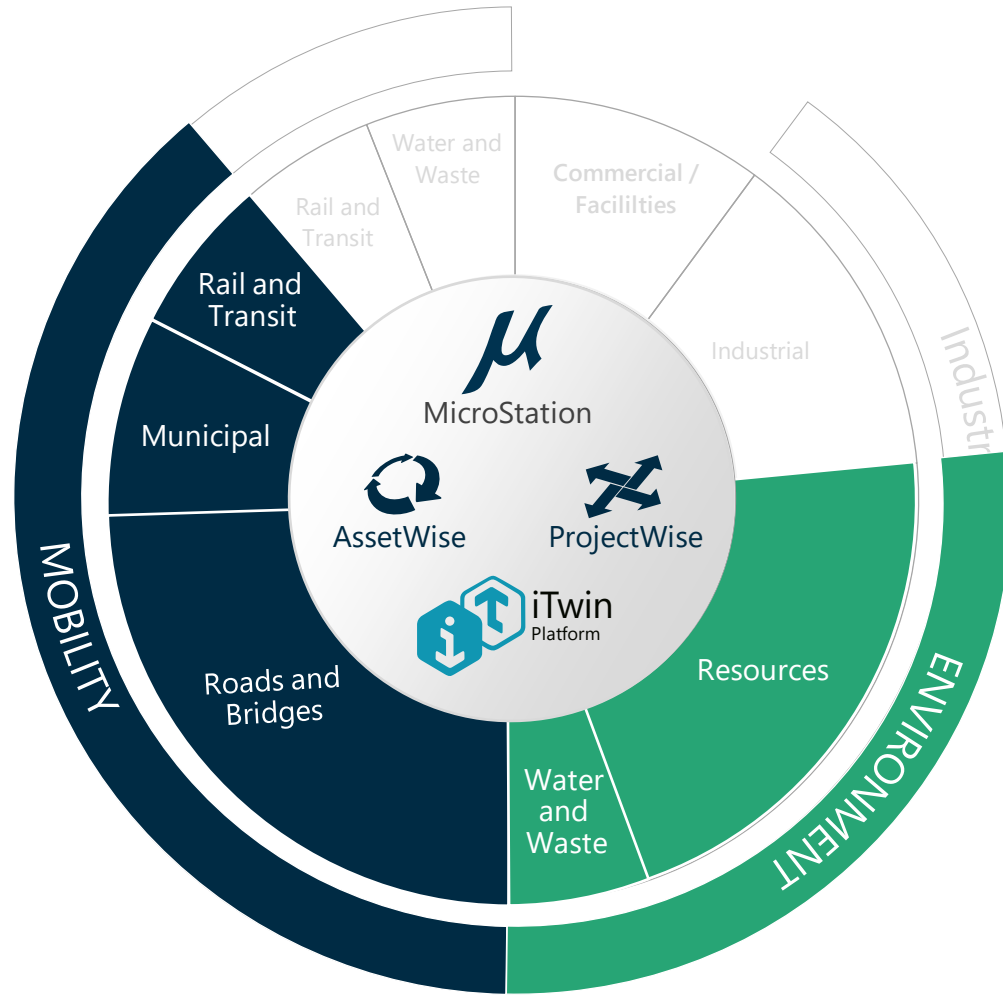 Water and
Waste
Commercial /
Facililties
Rail and
Transit
Industrial
Industr
Rail and
Transit
Municipal
Roads and
Bridges
MOBILITY
μ
MicroStation
AssetWise
ProjectWise
iTwin
Platform
Resources
Water
and
Waste
ENVIRONMENT